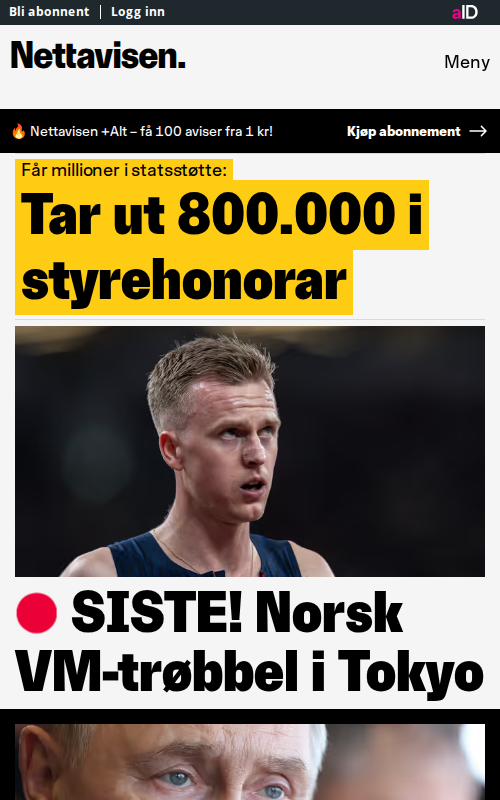 Bli abonnent | Logg inn
aID
Nettavisen.
Meny
🔥 Nettavisen +Alt – få 100 aviser fra 1 kr!
Kjøp abonnement →
Får millioner i statsstøtte:
Tar ut 800.000 i
styrehonorar
🔴 SISTE! Norsk
VM-trøbbel i Tokyo